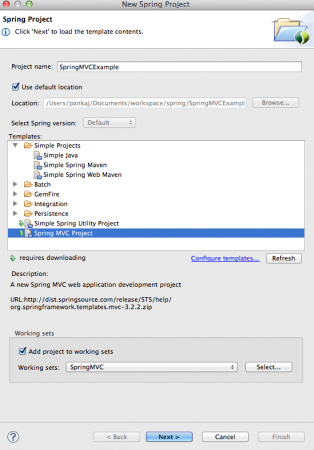 New Spring Project
Spring Project
Click 'Next' to load the template contents.
Project name: SpringMVCExample
Use default location
Location: /Users/pankaj/Documents/workspace/spring/SpringMVCExampl Browse...
Select Spring version: Default
Templates:
Simple Projects
Simple Java
Simple Spring Maven
Simple Spring Web Maven
Batch
GemFire
Integration
Persistence
Simple Spring Utility Project
Spring MVC Project
requires downloading Configure templates... Refresh
Description:
A new Spring MVC web application development project
URL:http://dist.springsource.com/release/STS/help/
org.springframework.templates.mvc-3.2.2.zip
Working sets
Add project to working sets
Working sets: SpringMVC Select...
? < Back Next > Cancel Finish